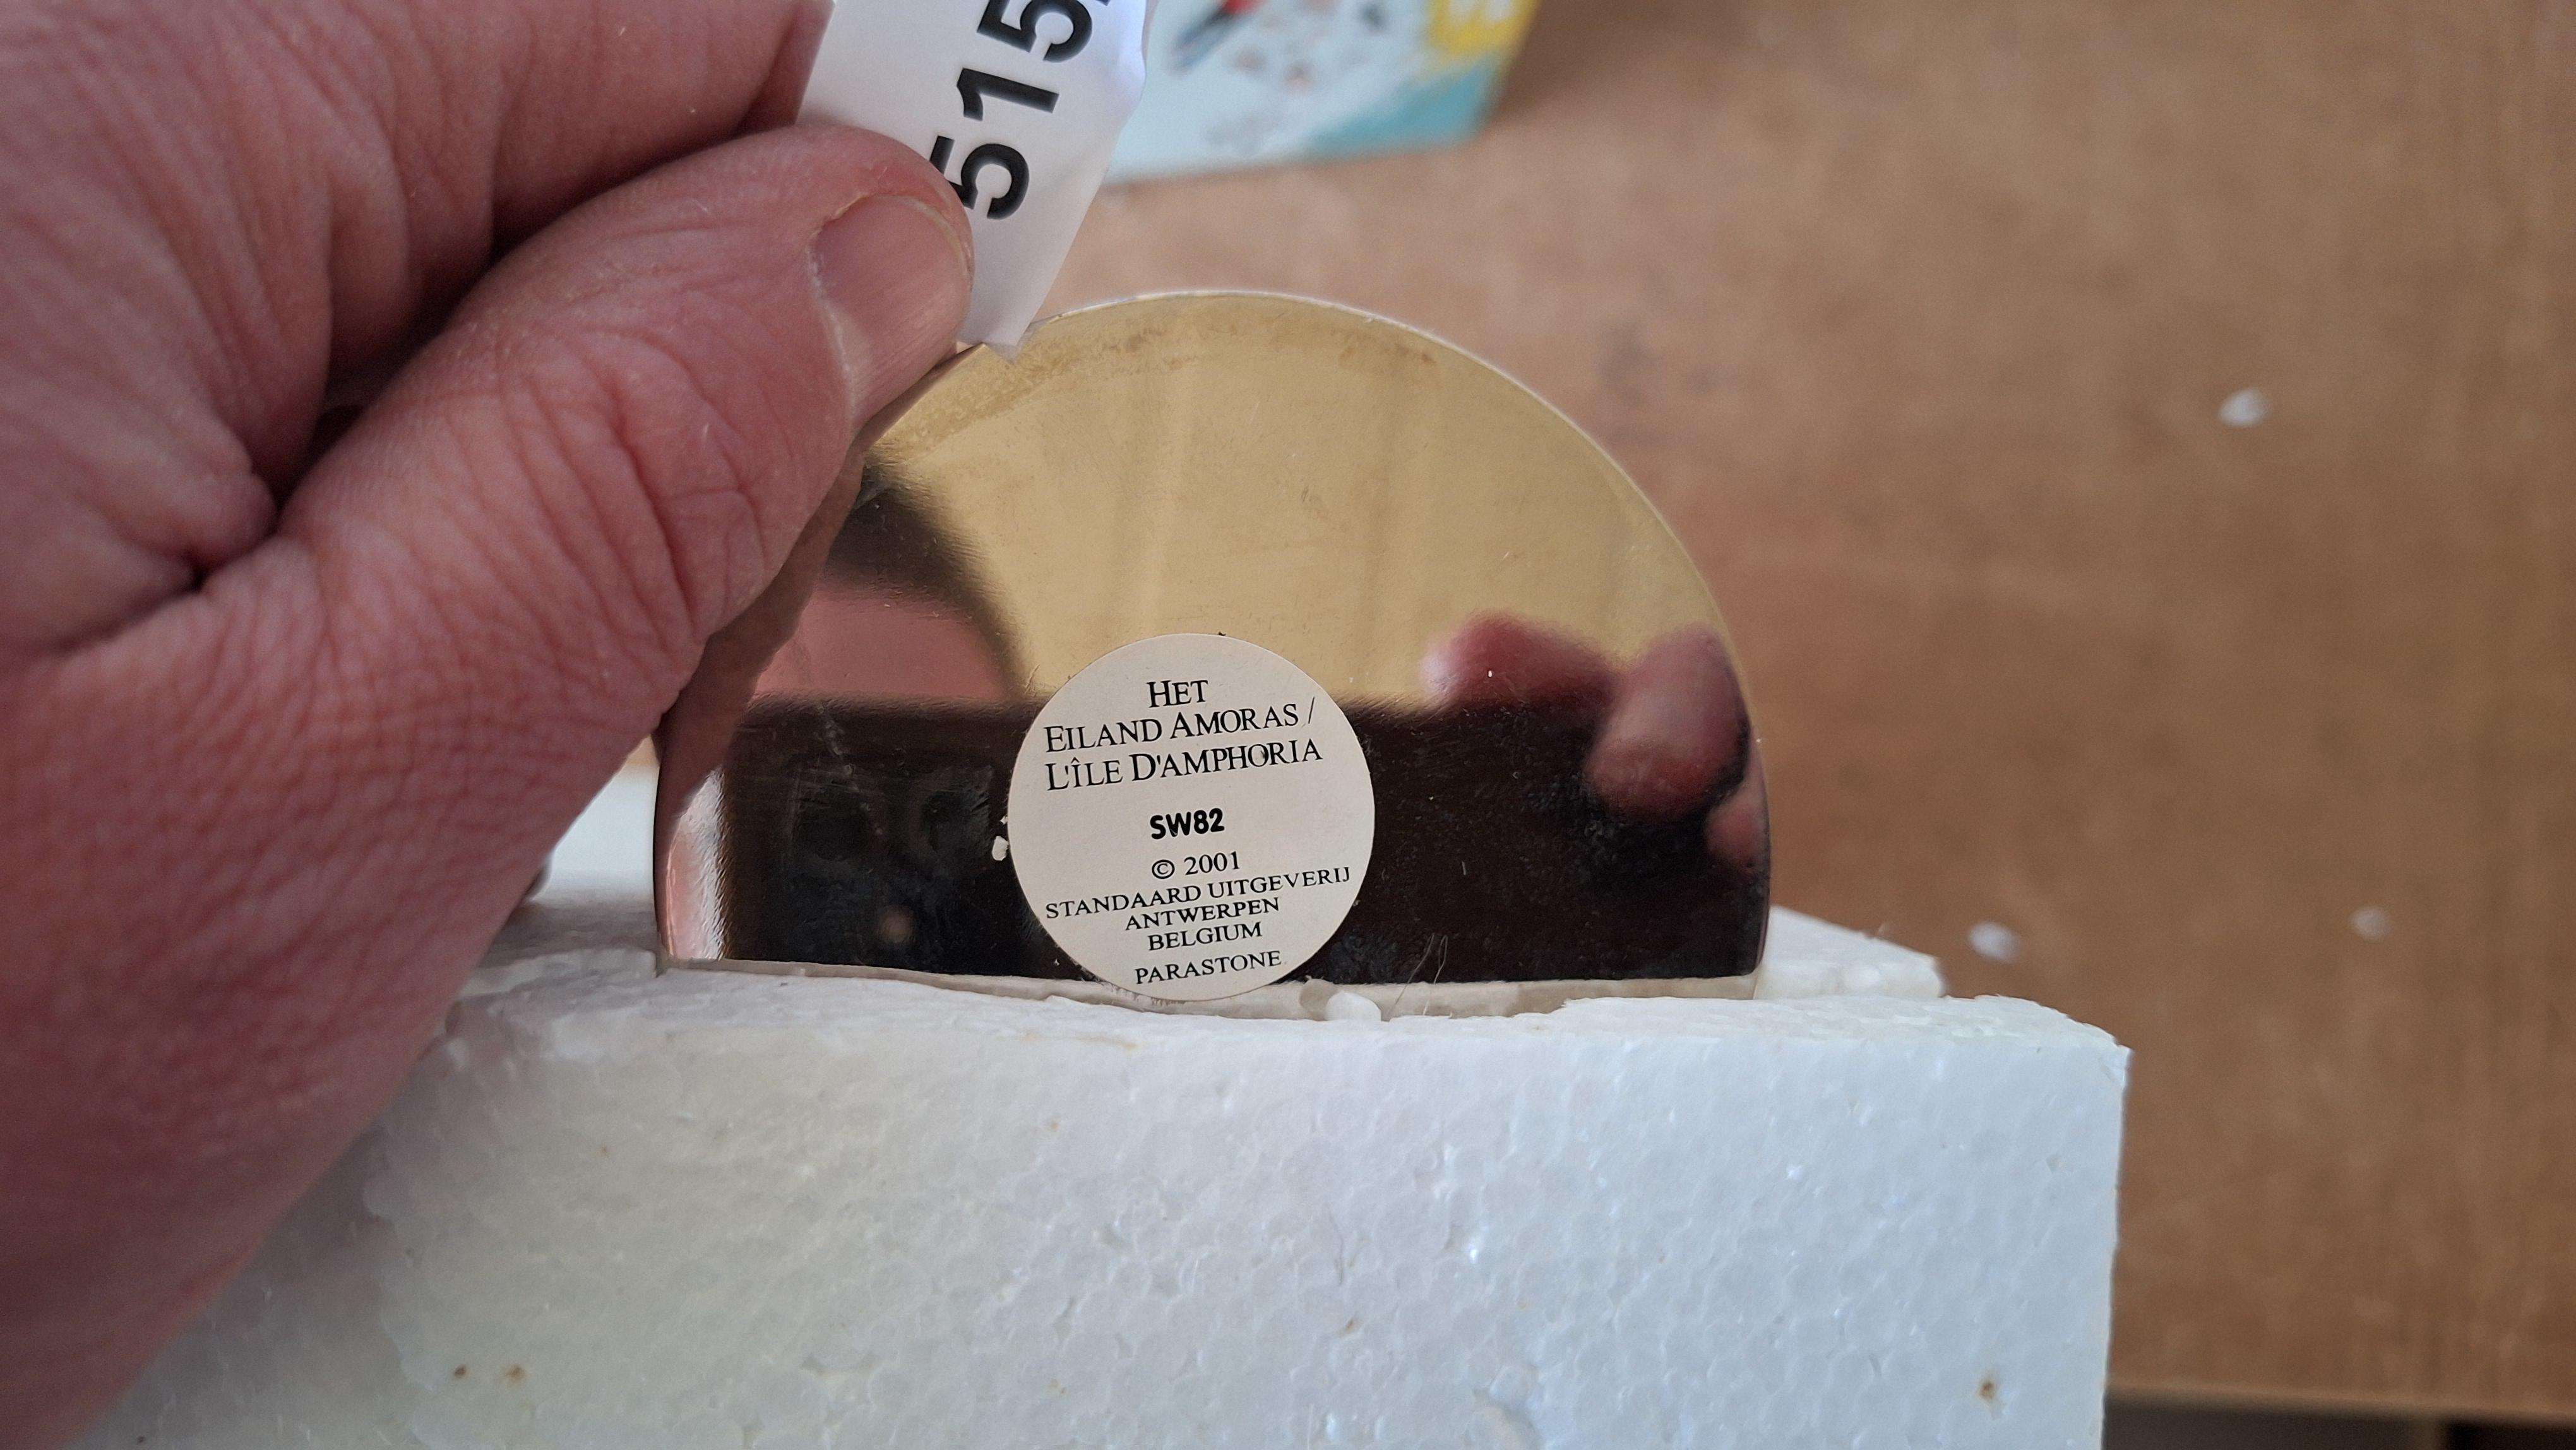 515
HET
EILAND AMORAS /
L'ÎLE D'AMPHORIA
SW82
© 2001
STANDAARD UITGEVERIJ
ANTWERPEN
BELGIUM
PARASTONE